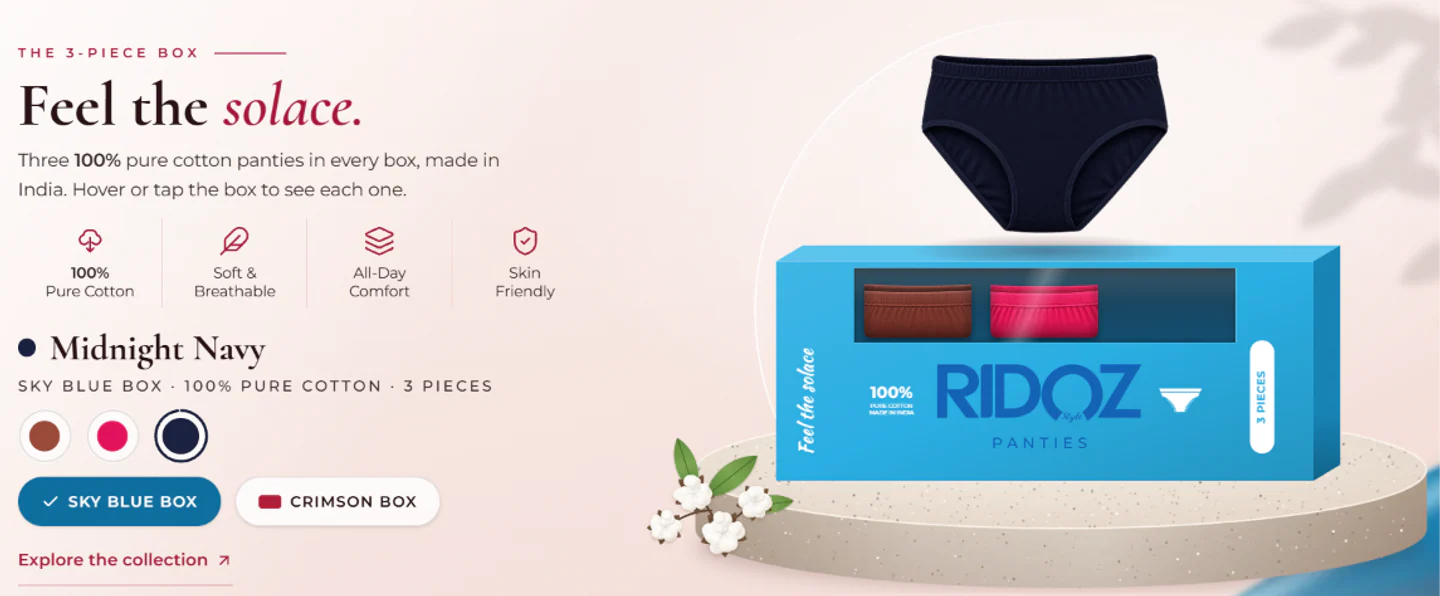 THE 3-PIECE BOX
Feel the solace.
Three 100% pure cotton panties in every box, made in
India. Hover or tap the box to see each one.
100%
Pure Cotton
Soft &
Breathable
All-Day
Comfort
Skin
Friendly
Midnight Navy
SKY BLUE BOX · 100% PURE COTTON · 3 PIECES
SKY BLUE BOX
CRIMSON BOX
Explore the collection
Feel the solace
100%
PURE COTTON
MADE IN INDIA
RIDOZ
Style
PANTIES
3 PIECES